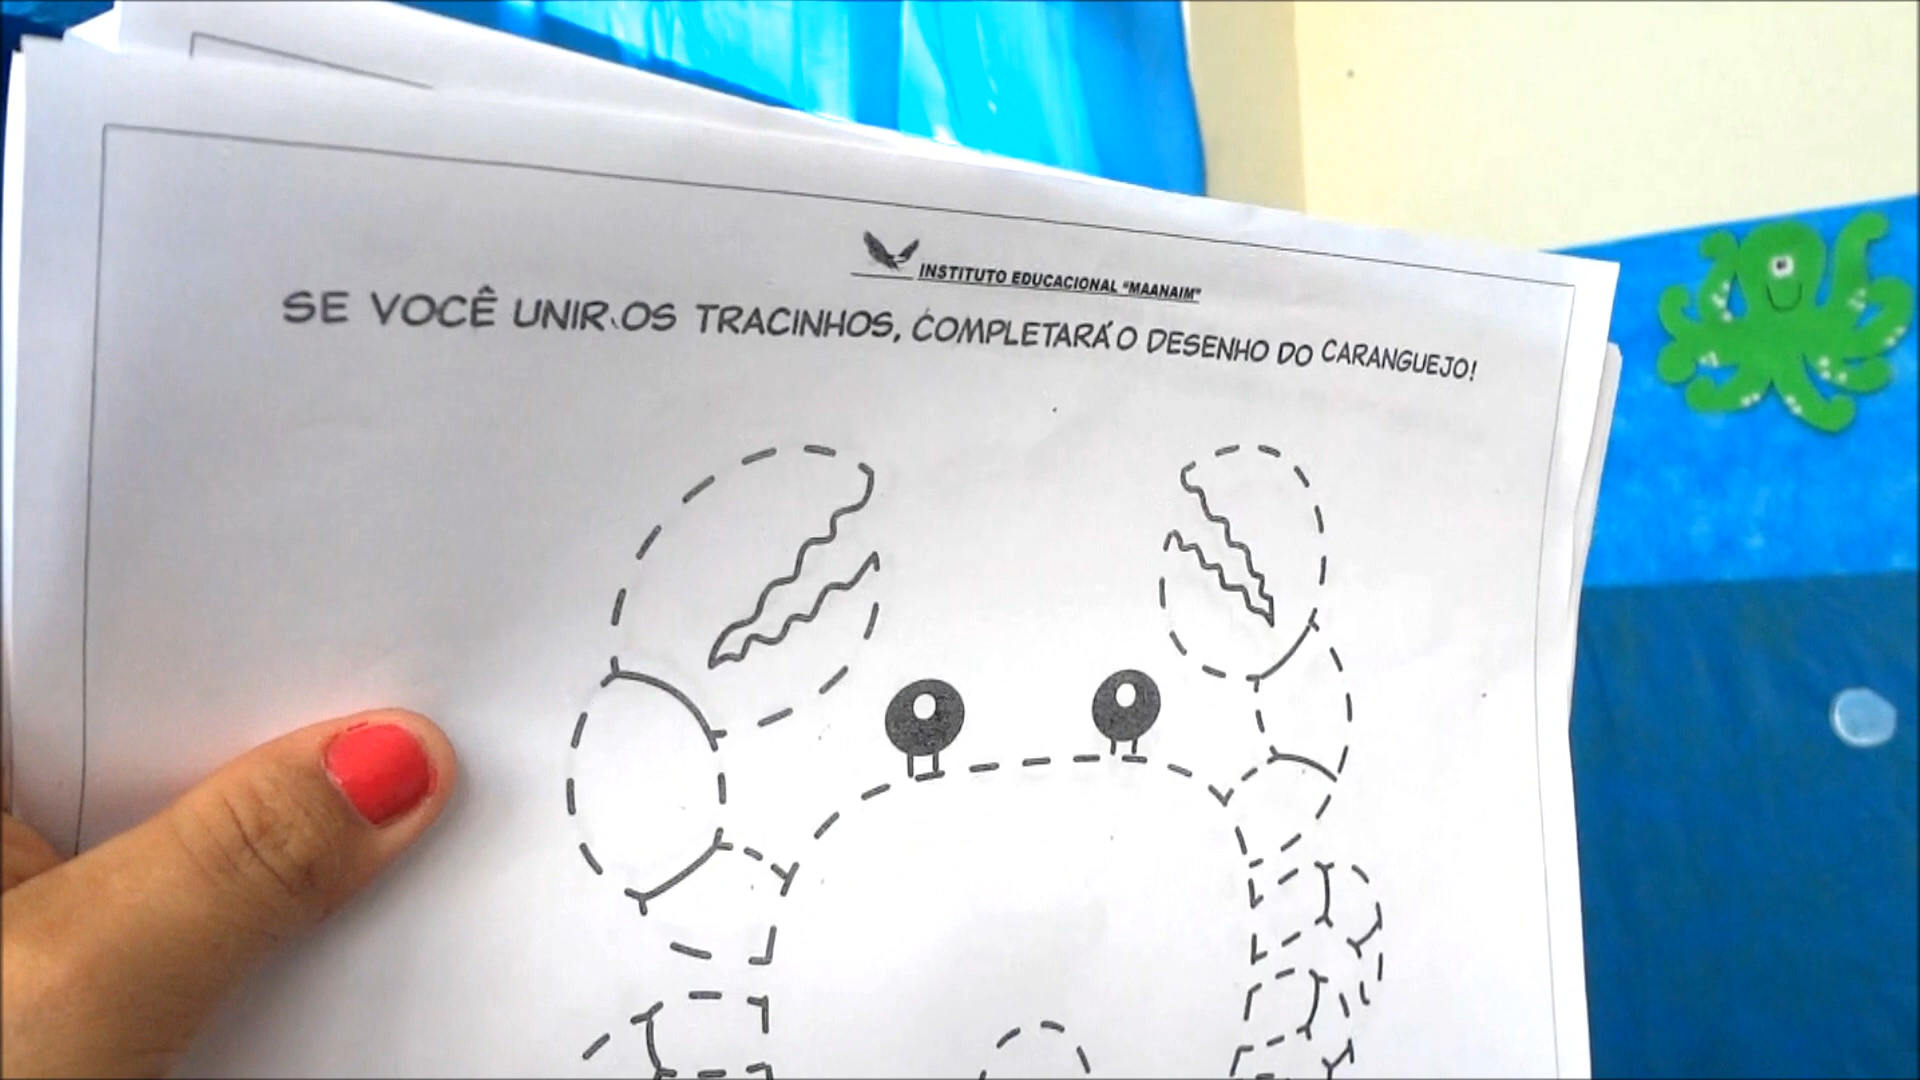 INSTITUTO EDUCACIONAL "MAANAIM"
SE VOCÊ UNIR OS TRACINHOS, COMPLETARÁ O DESENHO DO CARANGUEJO!